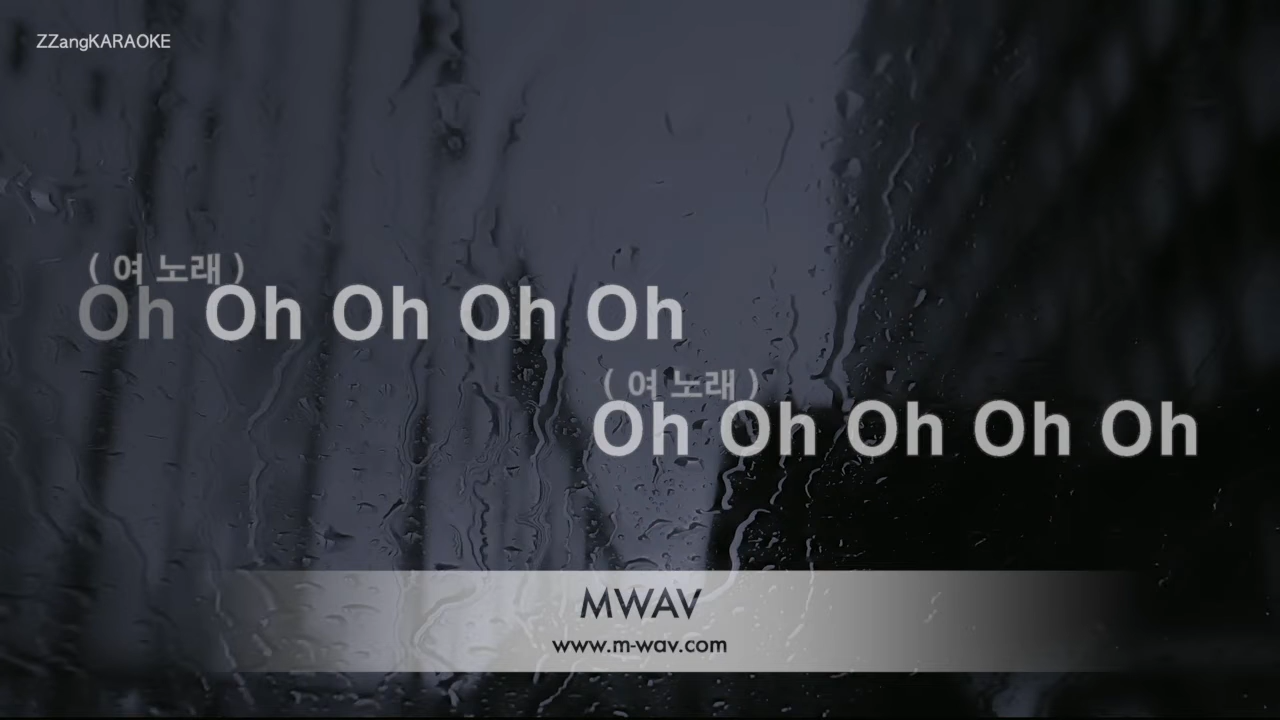 ZZangKARAOKE
( 여 노래 )
Oh Oh Oh Oh Oh
( 여 노래 )
Oh Oh Oh Oh Oh
MWAV
www.m-wav.com